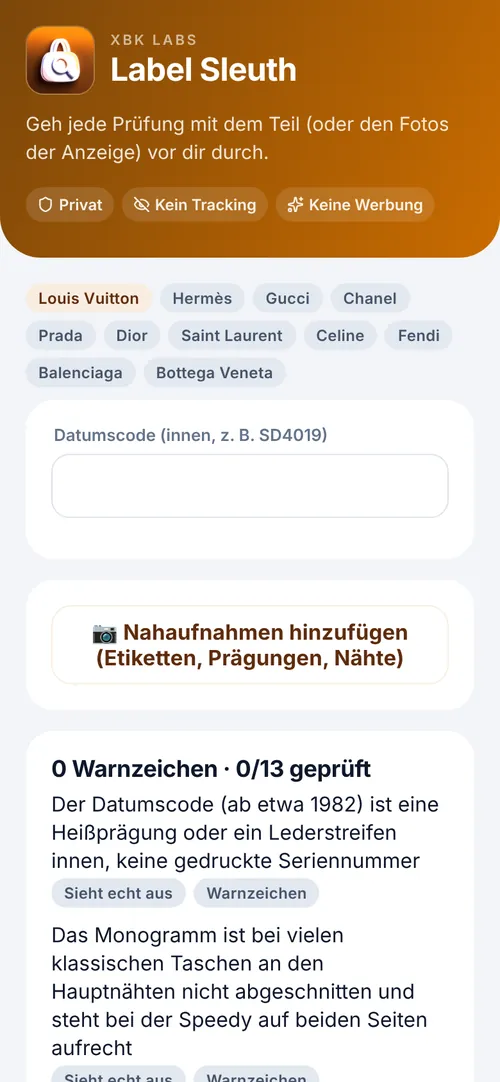 XBK LABS
Label Sleuth
Geh jede Prüfung mit dem Teil (oder den Fotos
der Anzeige) vor dir durch.
Privat
Kein Tracking
Keine Werbung
Louis Vuitton
Hermès
Gucci
Chanel
Prada
Dior
Saint Laurent
Celine
Fendi
Balenciaga
Bottega Veneta
Datumscode (innen, z. B. SD4019)
📷 Nahaufnahmen hinzufügen
(Etiketten, Prägungen, Nähte)
0 Warnzeichen · 0/13 geprüft
Der Datumscode (ab etwa 1982) ist eine
Heißprägung oder ein Lederstreifen
innen, keine gedruckte Seriennummer
Sieht echt aus
Warnzeichen
Das Monogramm ist bei vielen
klassischen Taschen an den
Hauptnähten nicht abgeschnitten und
steht bei der Speedy auf beiden Seiten
aufrecht
Sieht echt aus
Warnzeichen